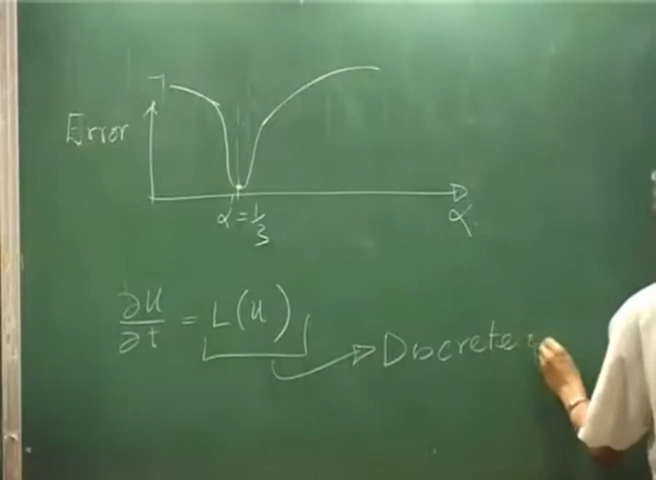 Error
α = 1/3
α
∂u/∂t = L(u) → Discrete